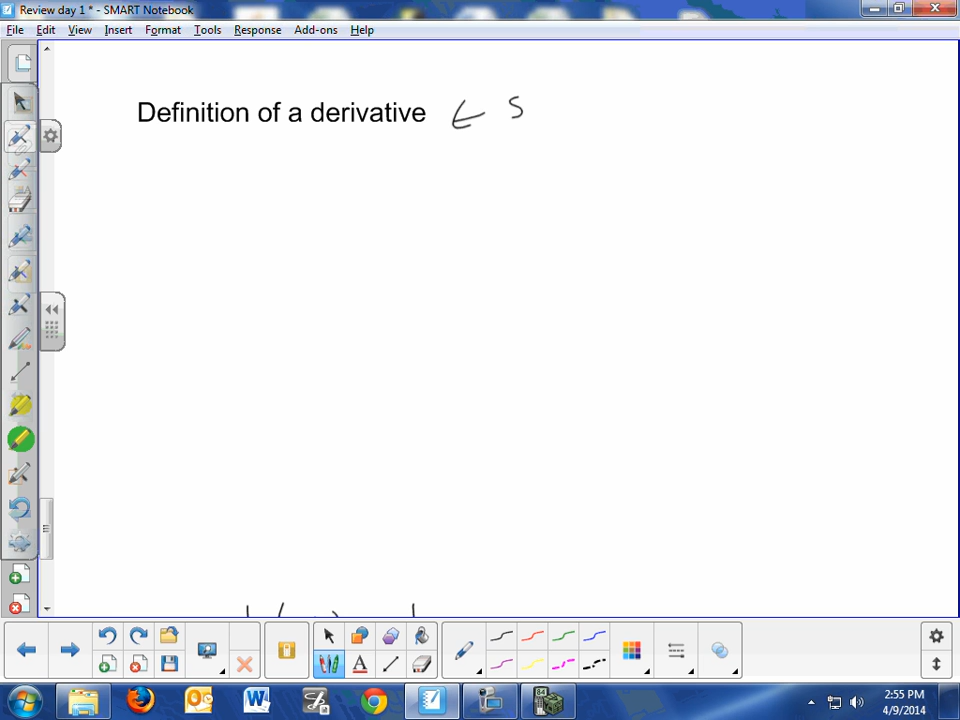 Review day 1 * - SMART Notebook
File Edit View Insert Format Tools Response Add-ons Help
Definition of a derivative ← S
2:55 PM
4/9/2014